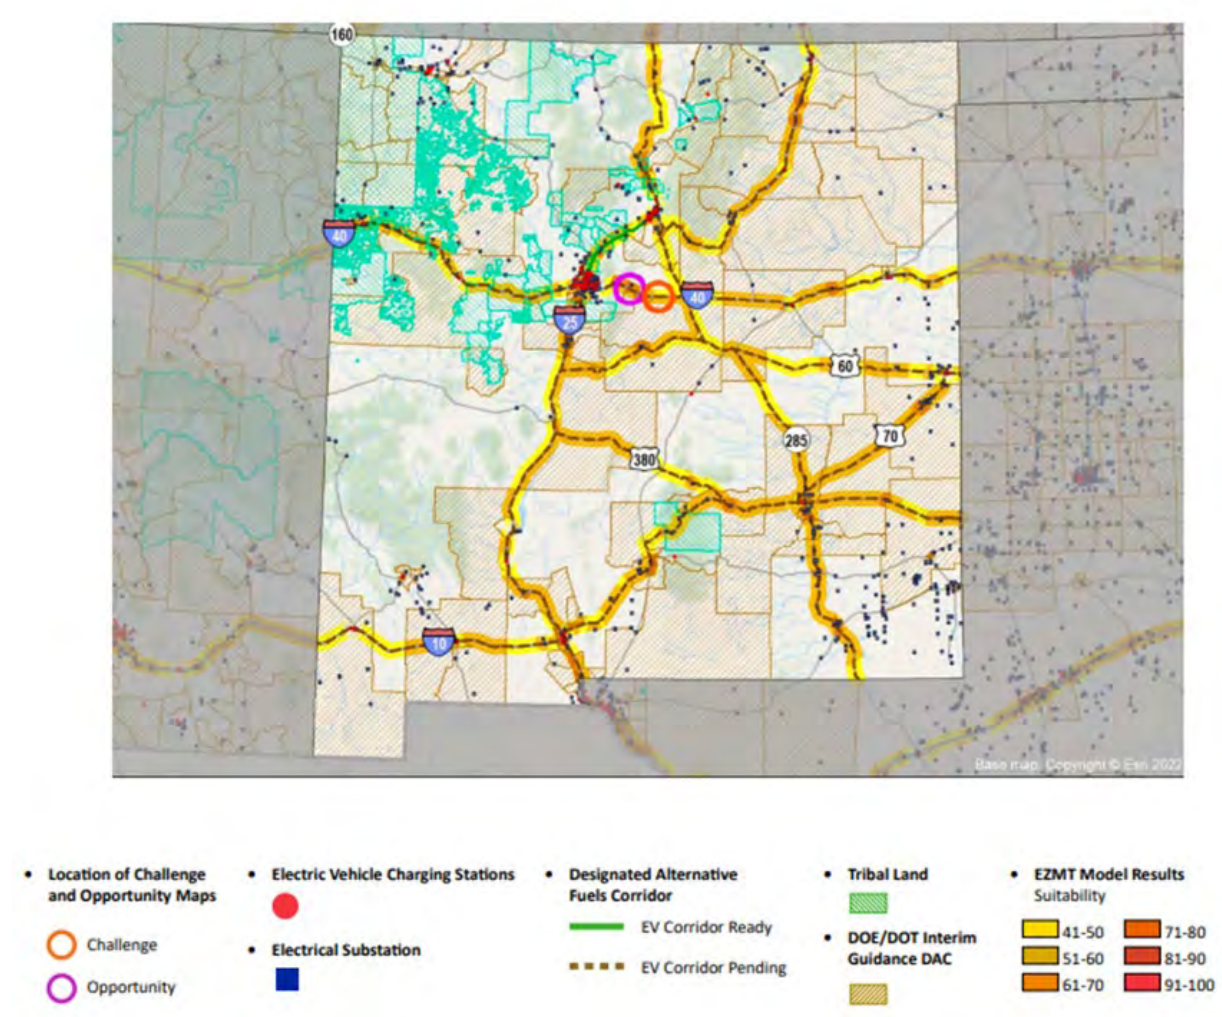 160
40
40
25
60
285
70
380
10
Base map Copyright © Esri 2022
• Location of Challenge
and Opportunity Maps
Challenge
Opportunity
• Electric Vehicle Charging Stations
• Electrical Substation
• Designated Alternative
Fuels Corridor
EV Corridor Ready
EV Corridor Pending
• Tribal Land
• DOE/DOT Interim
Guidance DAC
• EZMT Model Results
Suitability
41-50
51-60
61-70
71-80
81-90
91-100